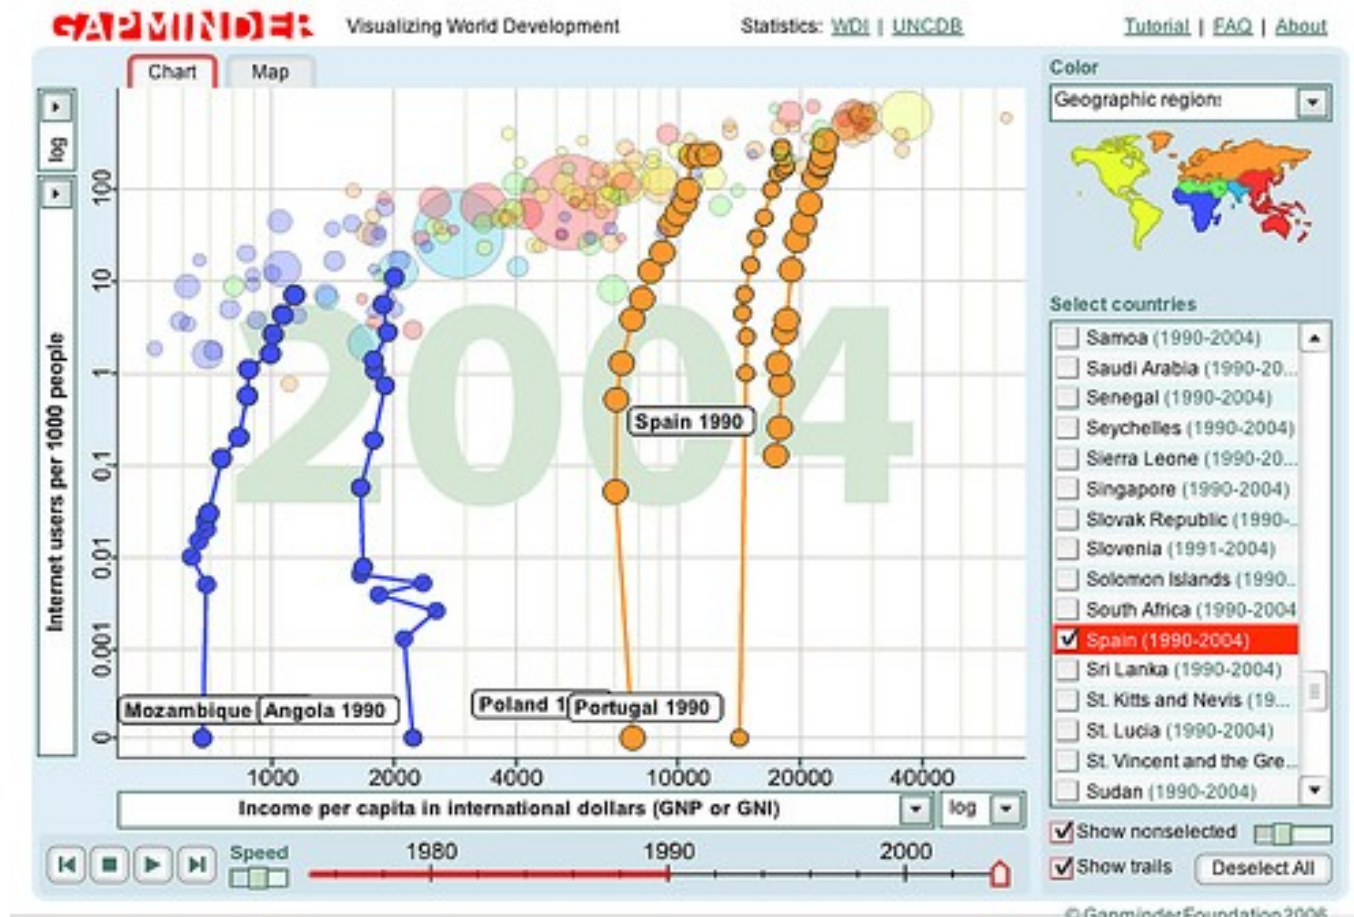 GAPMINDER Visualizing World Development Statistics: WDI | UNCDB Tutorial | FAQ | About
Chart Map
Color
Geographic region:
log
Internet users per 1000 people
100
10
1
0,1
0,01
0,001
0
2004
Spain 1990
Mozambique
Angola 1990
Poland 1
Portugal 1990
1000 2000 4000 10000 20000 40000
Income per capita in international dollars (GNP or GNI) log
Select countries
Samoa (1990-2004)
Saudi Arabia (1990-20...
Senegal (1990-2004)
Seychelles (1990-2004)
Sierra Leone (1990-20...
Singapore (1990-2004)
Slovak Republic (1990-..
Slovenia (1991-2004)
Solomon Islands (1990..
South Africa (1990-2004
Spain (1990-2004)
Sri Lanka (1990-2004)
St. Kitts and Nevis (19...
St. Lucia (1990-2004)
St. Vincent and the Gre...
Sudan (1990-2004)
Show nonselected
Show trails Deselect All
Speed
1980 1990 2000
© Gapminder Foundation 2006